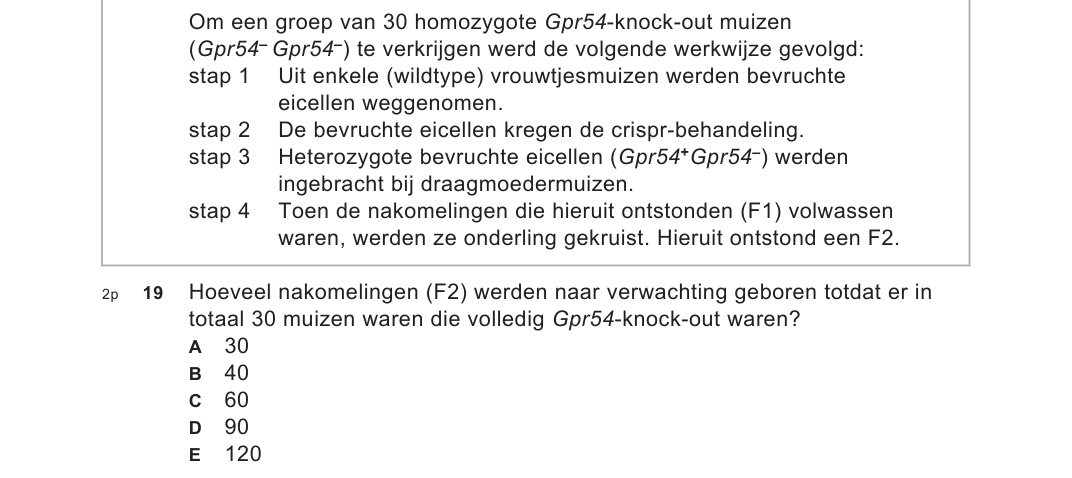 Om een groep van 30 homozygote Gpr54-knock-out muizen
(Gpr54⁻ Gpr54⁻) te verkrijgen werd de volgende werkwijze gevolgd:
stap 1 Uit enkele (wildtype) vrouwtjesmuizen werden bevruchte
eicellen weggenomen.
stap 2 De bevruchte eicellen kregen de crispr-behandeling.
stap 3 Heterozygote bevruchte eicellen (Gpr54⁺Gpr54⁻) werden
ingebracht bij draagmoedermuizen.
stap 4 Toen de nakomelingen die hieruit ontstonden (F1) volwassen
waren, werden ze onderling gekruist. Hieruit ontstond een F2.
2p 19 Hoeveel nakomelingen (F2) werden naar verwachting geboren totdat er in
totaal 30 muizen waren die volledig Gpr54-knock-out waren?
A 30
B 40
C 60
D 90
E 120